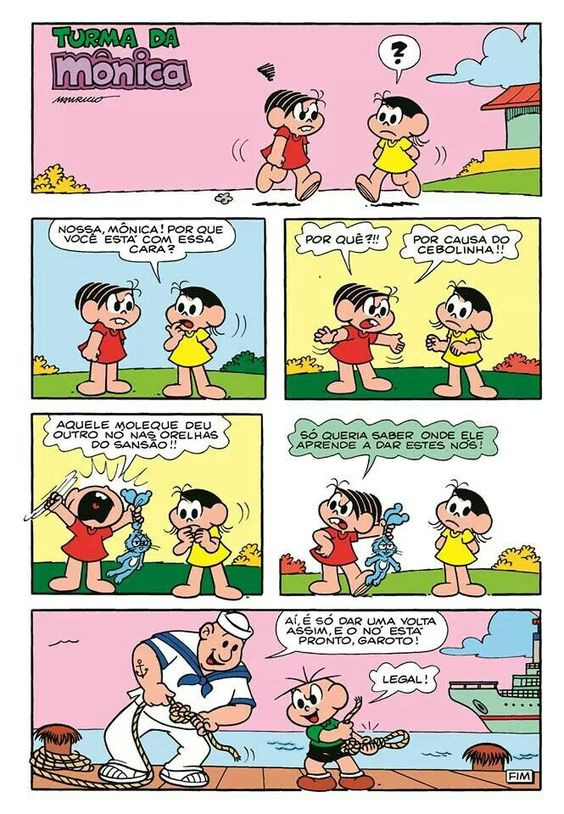 TURMA DA
MÔNICA
MAURICIO
?
NOSSA, MÔNICA! POR QUE
VOCÊ ESTÁ COM ESSA
CARA?
POR QUÊ?!!
POR CAUSA DO
CEBOLINHA!!
AQUELE MOLEQUE DEU
OUTRO NÓ NAS ORELHAS
DO SANSÃO!!
SÓ QUERIA SABER ONDE ELE
APRENDE A DAR ESTES NÓS!
AÍ, É SÓ DAR UMA VOLTA
ASSIM, E O NÓ ESTÁ
PRONTO, GAROTO!
LEGAL!
FIM